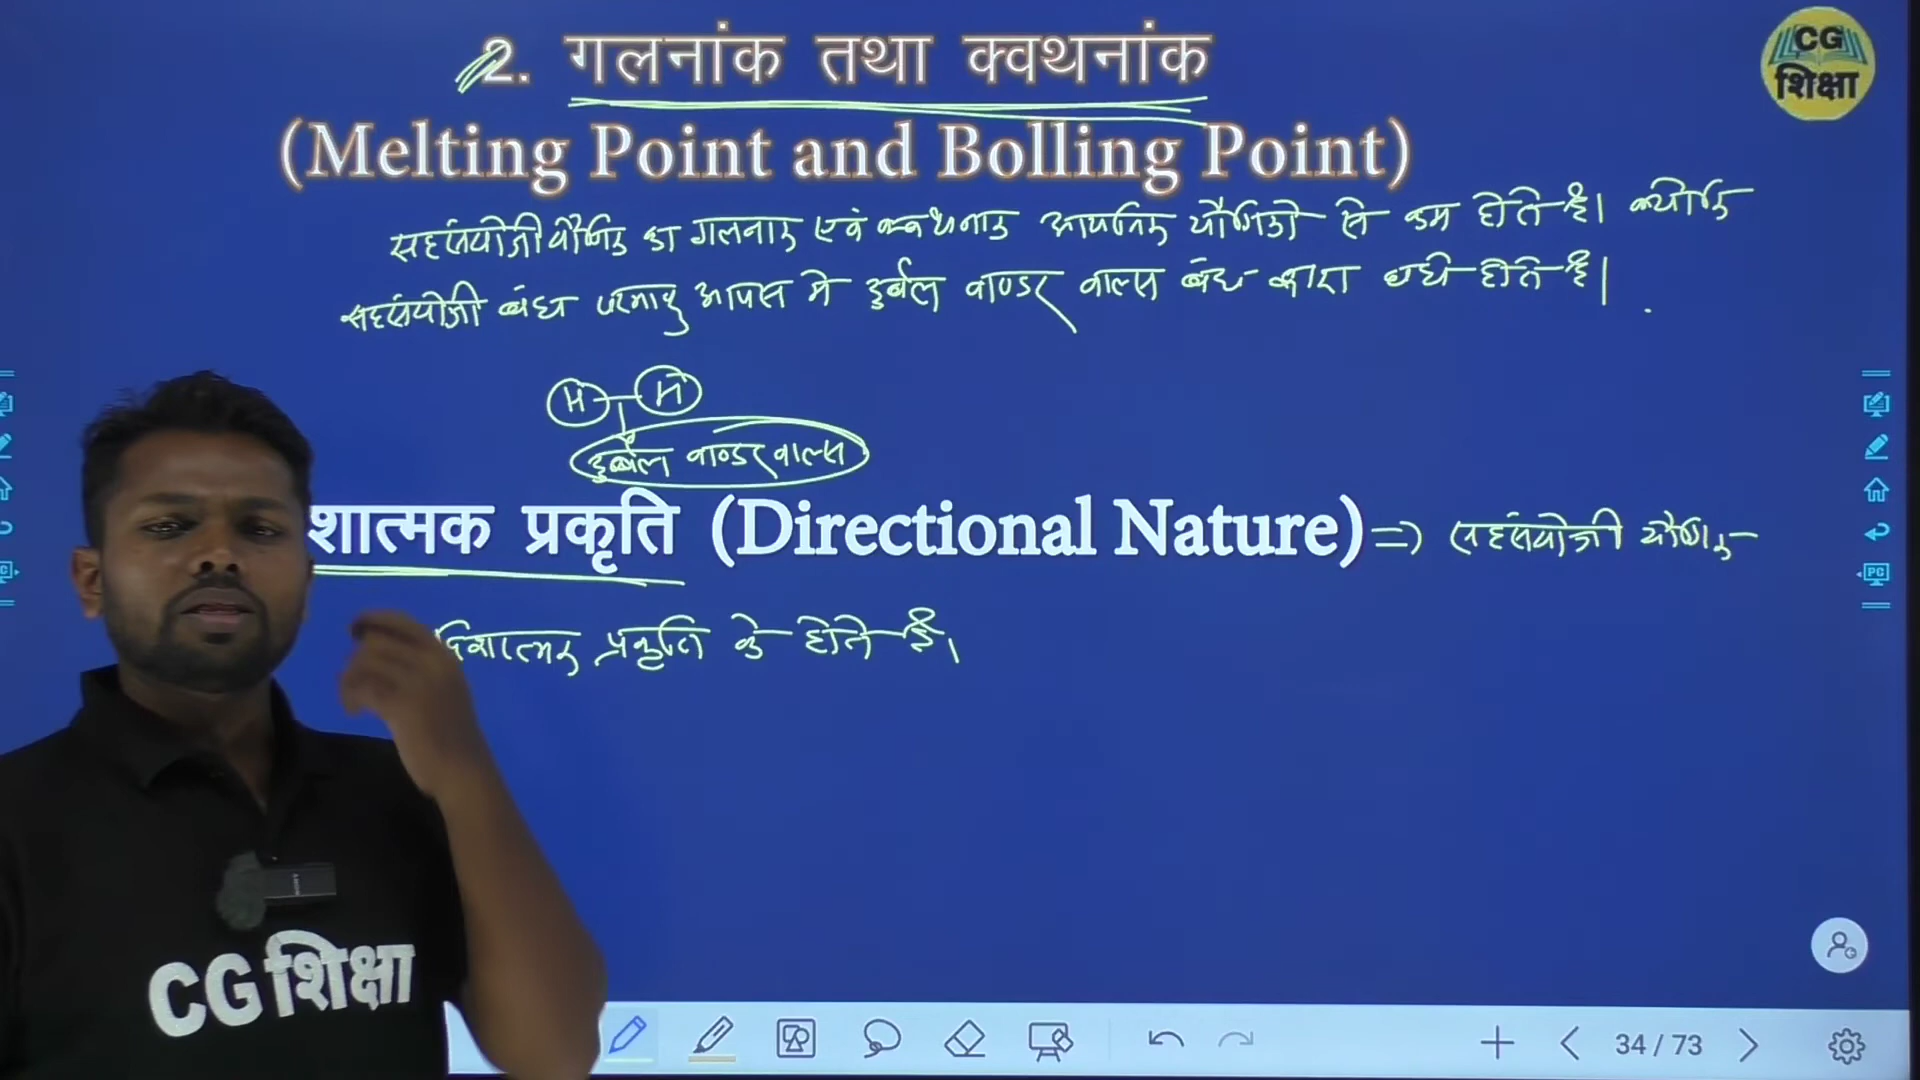 2. गलनांक तथा क्वथनांक
CG
शिक्षा
(Melting Point and Bolling Point)
सहसंयोजी यौगिक का गलनांक एवं क्वथनांक आयनिक यौगिको से कम होते है। क्योकि
सहसंयोजी बंध परमाणु आपस मे दुर्बल वाण्डर वाल्स बंध द्वारा बंधे होते है।
H H
दुर्बल वाण्डर वाल्स
शात्मक प्रकृति (Directional Nature) => सहसंयोजी यौगिक
दिशात्मक प्रकृति के होते है।
CG शिक्षा
34 / 73